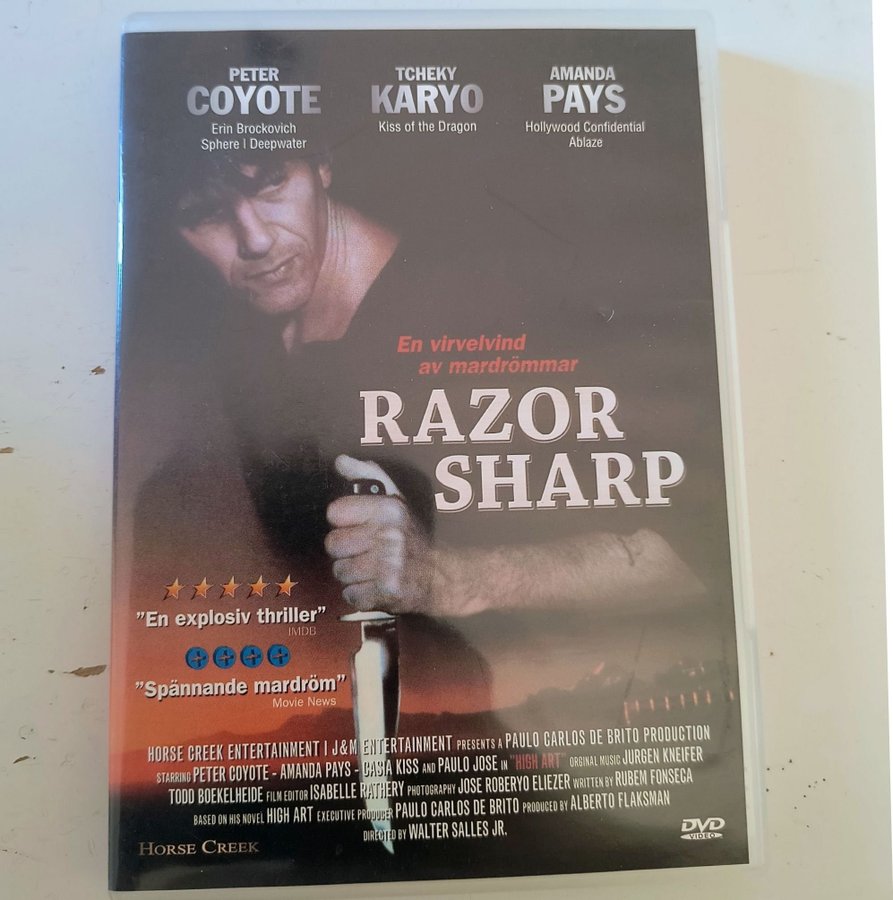 PETER COYOTE
Erin Brockovich
Sphere | Deepwater
TCHEKY KARYO
Kiss of the Dragon
AMANDA PAYS
Hollywood Confidential
Ablaze
En virvelvind
av mardrömmar
RAZOR
SHARP
"En explosiv thriller"
IMDB
"Spännande mardröm"
Movie News
HORSE CREEK ENTERTAINMENT I J&M ENTERTAINMENT PRESENTS A PAULO CARLOS DE BRITO PRODUCTION
STARRING PETER COYOTE - AMANDA PAYS - CASIA KISS AND PAULO JOSE IN "HIGH ART" ORGINAL MUSIC JURGEN KNEIFER
TODD BOEKELHEIDE FILM EDITOR ISABELLE RATHERY PHOTOGRAPHY JOSE ROBERYO ELIEZER WRITTEN BY RUBEM FONSECA
BASED ON HIS NOVEL HIGH ART EXECUTIVE PRODUCER PAULO CARLOS DE BRITO PRODUCED BY ALBERTO FLAKSMAN
DIRECTED BY WALTER SALLES JR.
HORSE CREEK
DVD
VIDEO